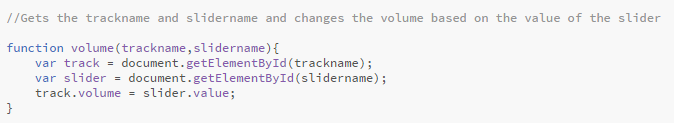 //Gets the trackname and slidername and changes the volume based on the value of the slider
function volume(trackname,slidername){
    var track = document.getElementById(trackname);
    var slider = document.getElementById(slidername);
    track.volume = slider.value;
}